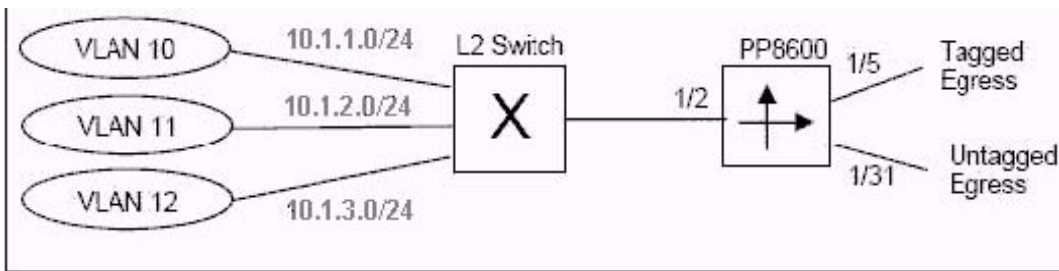 VLAN 10
10.1.1.0/24
L2 Switch
PP8600
1/5
Tagged
Egress
VLAN 11
10.1.2.0/24
X
1/2
VLAN 12
10.1.3.0/24
1/31
Untagged
Egress